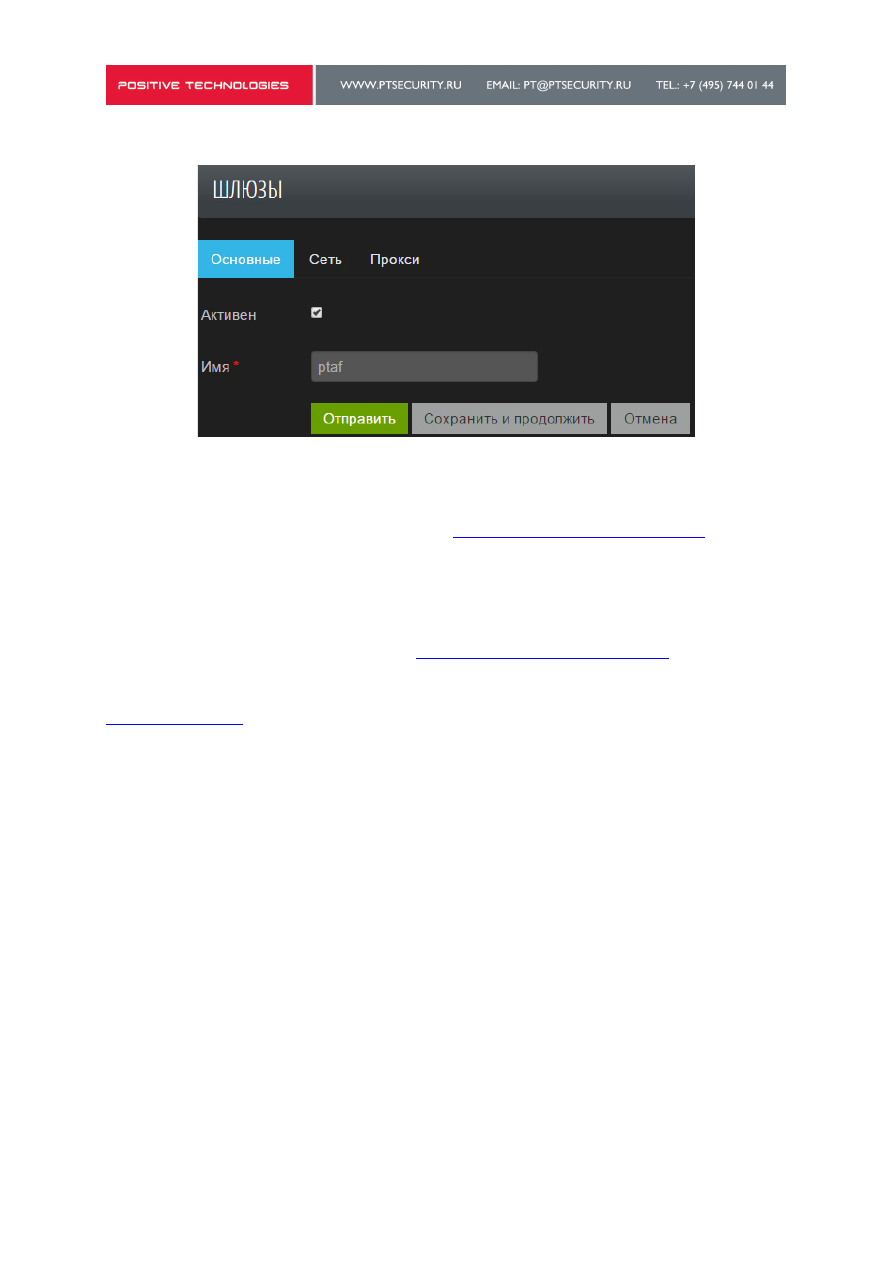 POSITIVE TECHNOLOGIES WWW.PTSECURITY.RU EMAIL: PT@PTSECURITY.RU TEL.: +7 (495) 744 01 44
ШЛЮЗЫ
Основные Сеть Прокси
Активен
Имя * ptaf
Отправить Сохранить и продолжить Отмена